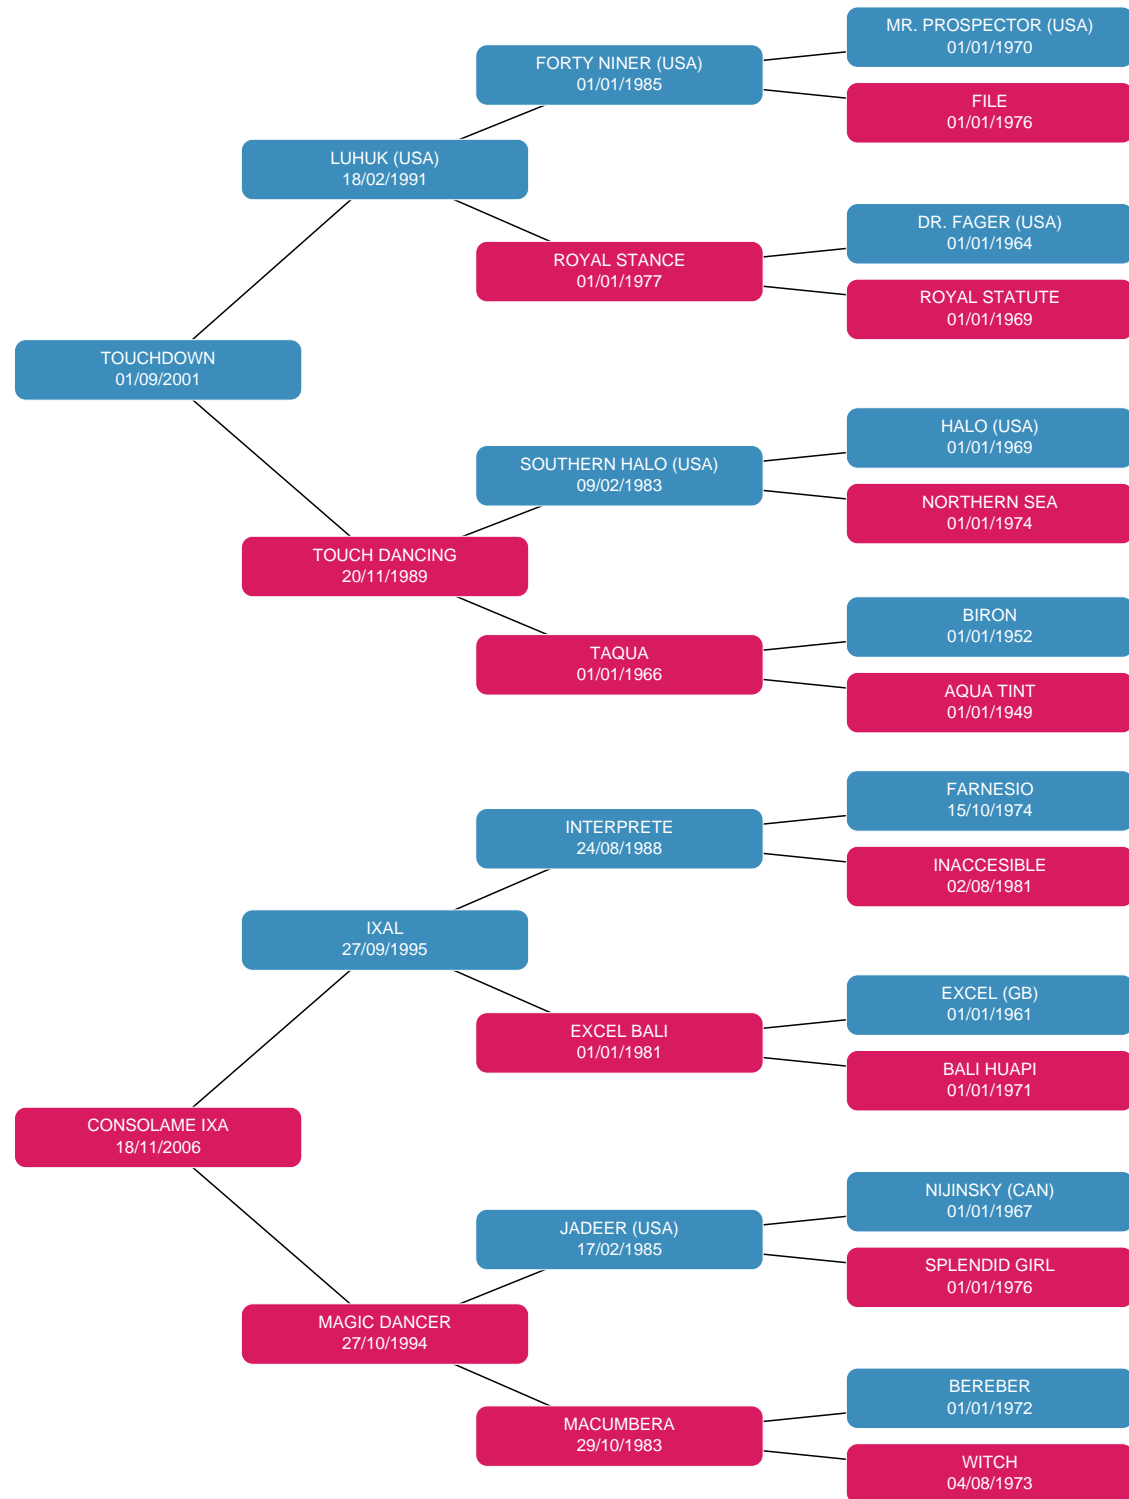 MR. PROSPECTOR (USA)
01/01/1970
FORTY NINER (USA)
01/01/1985
FILE
01/01/1976
LUHUK (USA)
18/02/1991
DR. FAGER (USA)
01/01/1964
ROYAL STANCE
01/01/1977
ROYAL STATUTE
01/01/1969
TOUCHDOWN
01/09/2001
HALO (USA)
01/01/1969
SOUTHERN HALO (USA)
09/02/1983
NORTHERN SEA
01/01/1974
TOUCH DANCING
20/11/1989
BIRON
01/01/1952
TAQUA
01/01/1966
AQUA TINT
01/01/1949
FARNESIO
15/10/1974
INTERPRETE
24/08/1988
INACCESIBLE
02/08/1981
IXAL
27/09/1995
EXCEL (GB)
01/01/1961
EXCEL BALI
01/01/1981
BALI HUAPI
01/01/1971
CONSOLAME IXA
18/11/2006
NIJINSKY (CAN)
01/01/1967
JADEER (USA)
17/02/1985
SPLENDID GIRL
01/01/1976
MAGIC DANCER
27/10/1994
BEREBER
01/01/1972
MACUMBERA
29/10/1983
WITCH
04/08/1973